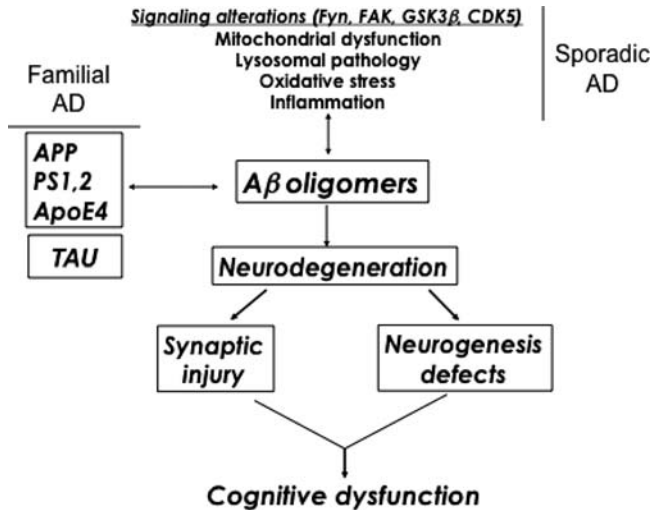 Signaling alterations (Fyn, FAK, GSK3β, CDK5)
Mitochondrial dysfunction
Lysosomal pathology
Oxidative stress
Inflammation
Familial
AD
Sporadic
AD
APP
PS1,2
ApoE4
TAU
Aβ oligomers
Neurodegeneration
Synaptic
injury
Neurogenesis
defects
Cognitive dysfunction